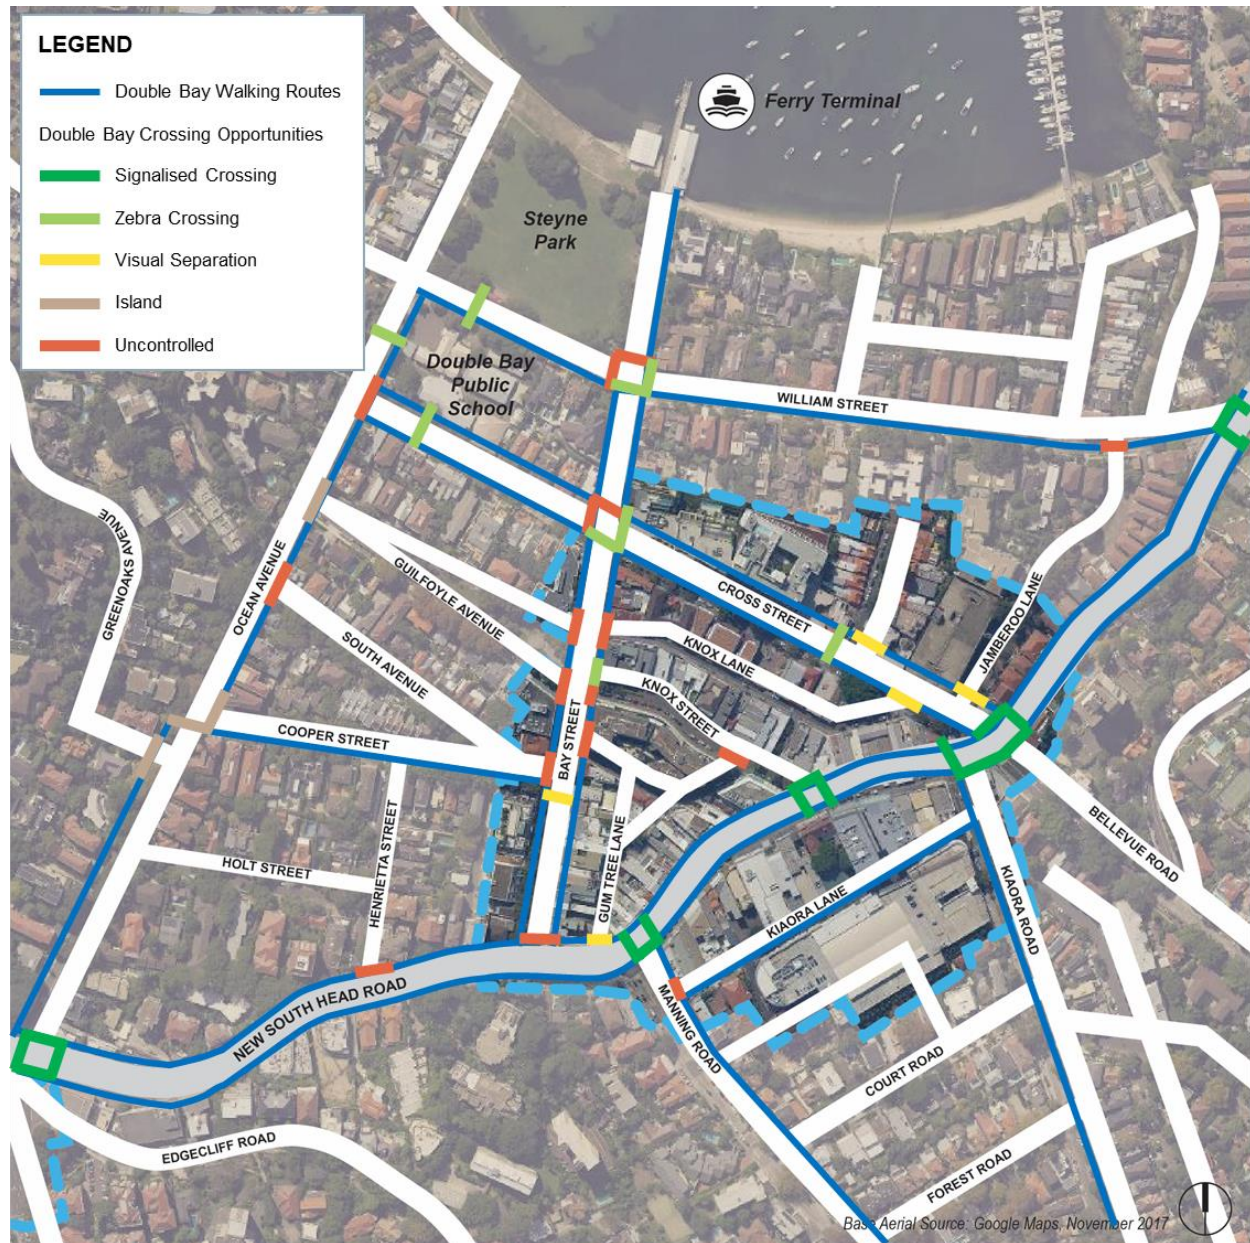 LEGEND
Double Bay Walking Routes
Double Bay Crossing Opportunities
Signalised Crossing
Zebra Crossing
Visual Separation
Island
Uncontrolled
Ferry Terminal
Steyne
Park
Double Bay
Public
School
WILLIAM STREET
GREENOAKS AVENUE
OCEAN AVENUE
GUILFOYLE AVENUE
SOUTH AVENUE
CROSS STREET
KNOX LANE
KNOX STREET
JAMBEROO LANE
COOPER STREET
BAY STREET
HOLT STREET
HENRIETTA STREET
GUM TREE LANE
BELLEVUE ROAD
KIAORA LANE
KIAORA ROAD
NEW SOUTH HEAD ROAD
MANNING ROAD
COURT ROAD
EDGECLIFF ROAD
FOREST ROAD
Base Aerial Source: Google Maps, November 2017